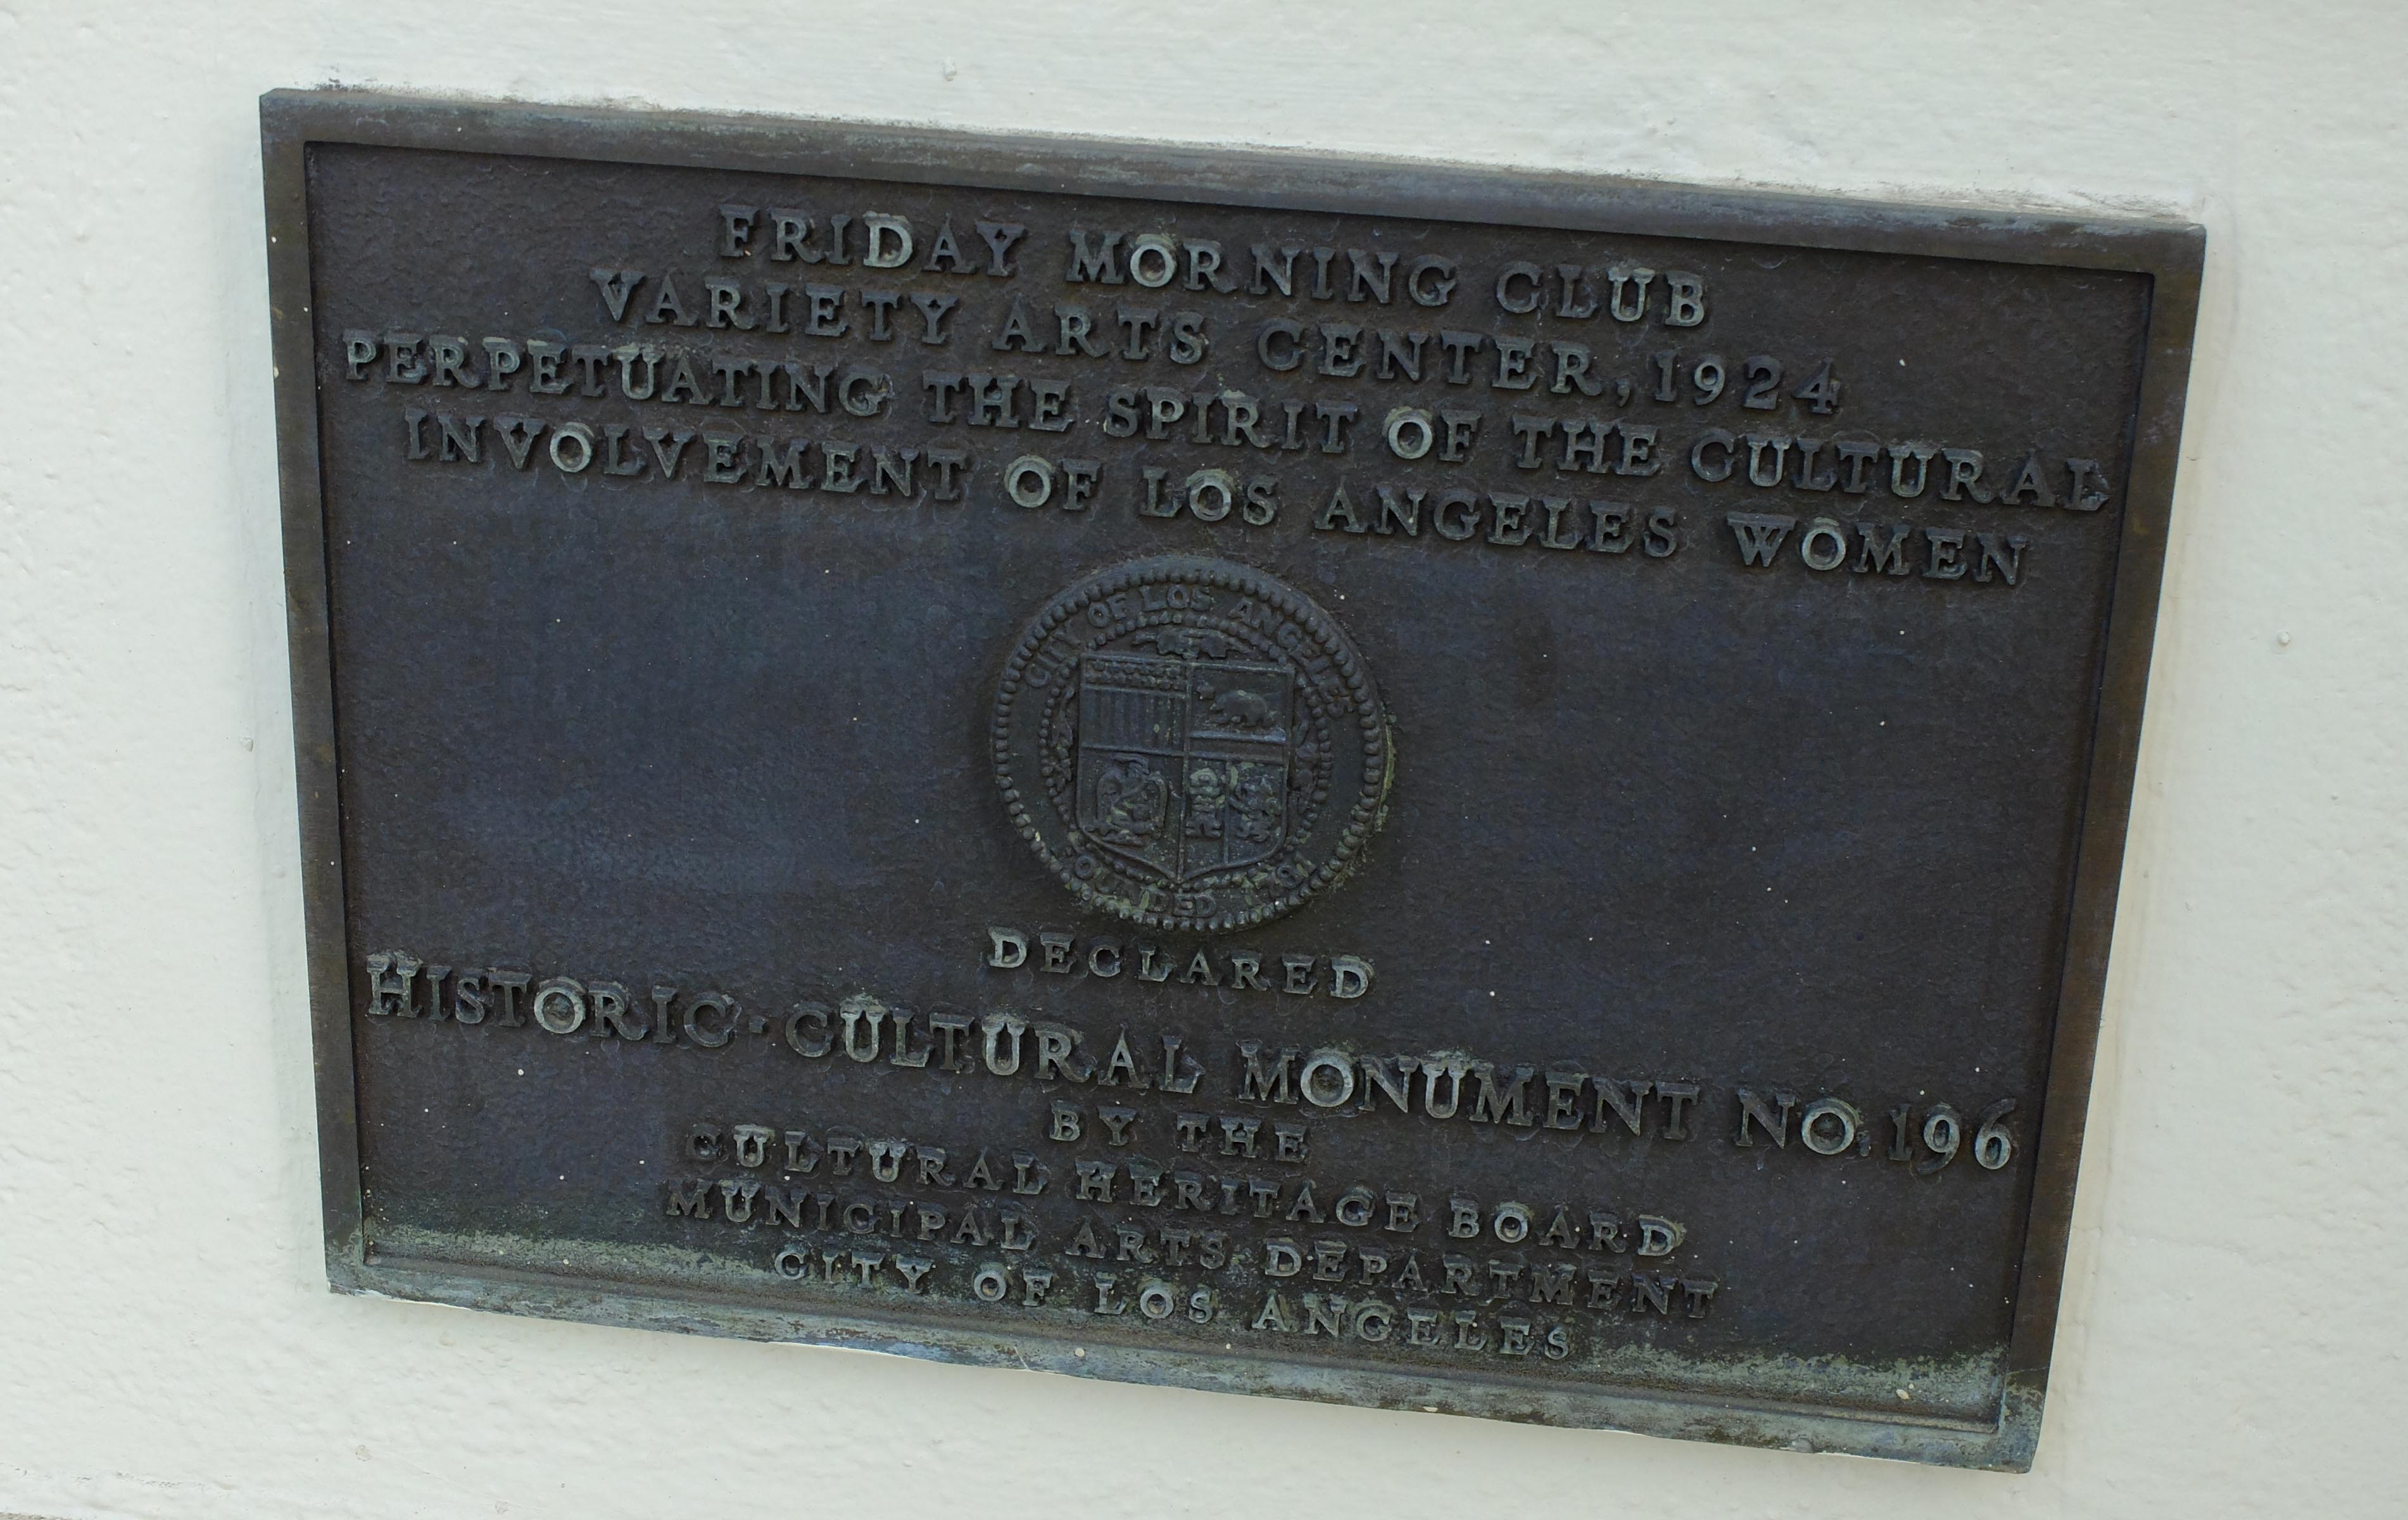 FRIDAY MORNING CLUB
VARIETY ARTS CENTER, 1924
PERPETUATING THE SPIRIT OF THE CULTURAL
INVOLVEMENT OF LOS ANGELES WOMEN
CITY OF LOS ANGELES
FOUNDED 1781
DECLARED
HISTORIC-CULTURAL MONUMENT NO. 196
BY THE
CULTURAL HERITAGE BOARD
MUNICIPAL ARTS DEPARTMENT
CITY OF LOS ANGELES